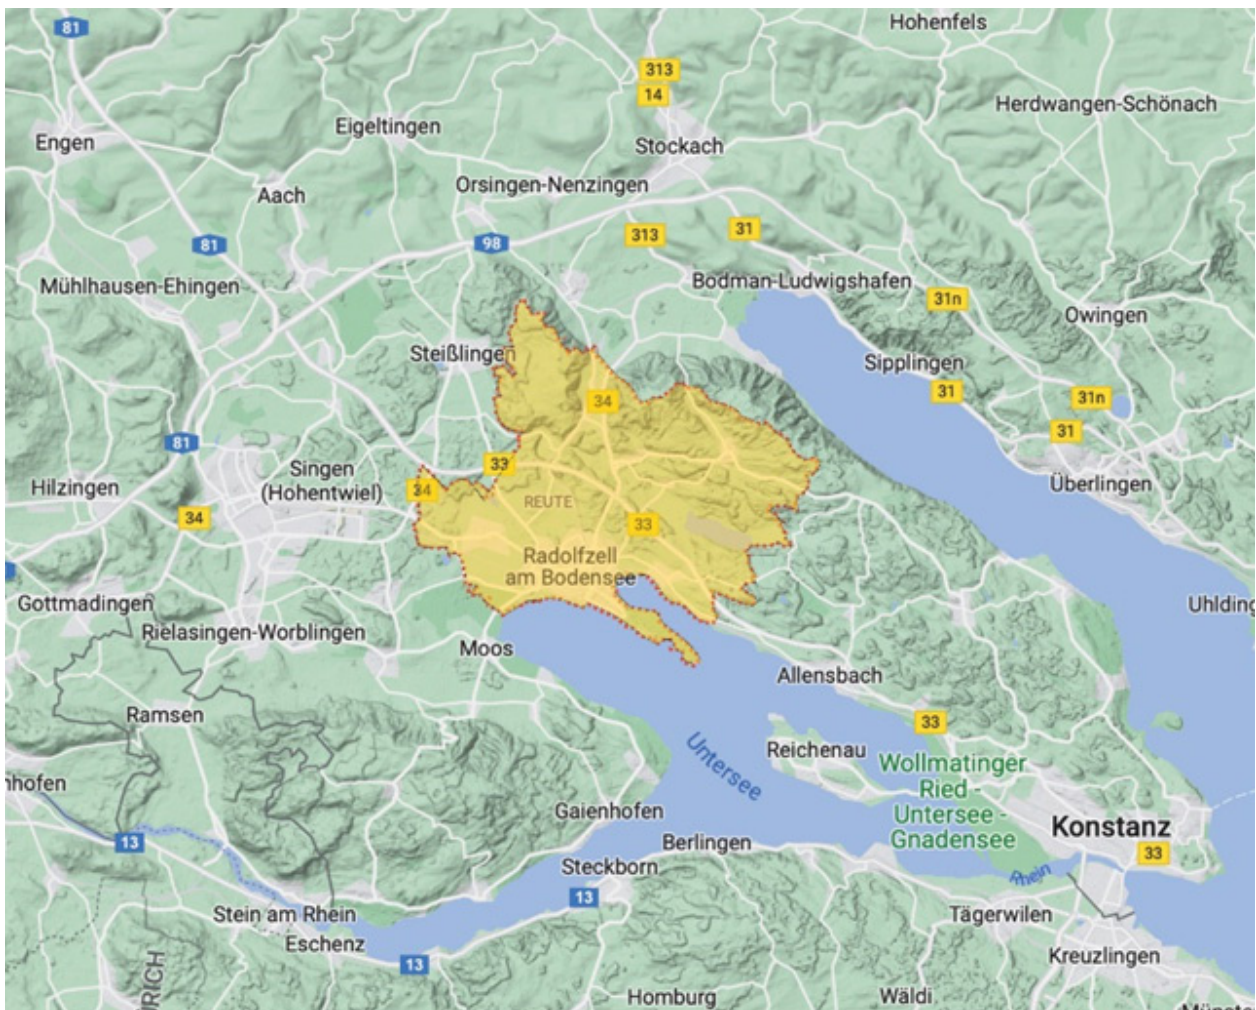 81
Hohenfels
313
14
Herdwangen-Schönach
Eigeltingen
Engen
Stockach
Orsingen-Nenzingen
Aach
31
313
98
81
Bodman-Ludwigshafen
Mühlhausen-Ehingen
31n
Owingen
Steißlingen
Sipplingen
31
31n
34
31
81
33
Singen
(Hohentwiel)
Überlingen
Hilzingen
34
REUTE
34
33
Radolfzell
am Bodensee
Gottmadingen
Uhlding
Rielasingen-Worblingen
Moos
Allensbach
Ramsen
33
Reichenau
Untersee
Wollmatinger
Ried -
Untersee -
Gnadensee
nhofen
Gaienhofen
Konstanz
13
Berlingen
33
Steckborn
Rhein
13
Stein am Rhein
Tägerwilen
Eschenz
Kreuzlingen
13
ÜRICH
Homburg
Wäldi